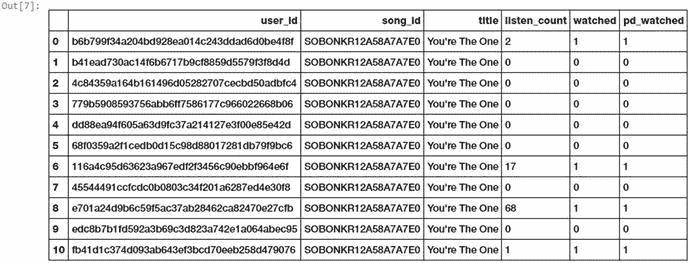 Out[7]:
user_id song_id title listen_count watched pd_watched
0 b6b799f34a204bd928ea014c243ddad6d0be4f8f SOBONKR12A58A7A7E0 You're The One 2 1 1
1 b41ead730ac14f6b6717b9cf8859d5579f3f8d4d SOBONKR12A58A7A7E0 You're The One 0 0 0
2 4c84359a164b161496d05282707cecbd50adbfc4 SOBONKR12A58A7A7E0 You're The One 0 0 0
3 779b5908593756abb6ff7586177c966022668b06 SOBONKR12A58A7A7E0 You're The One 0 0 0
4 dd88ea94f605a63d9fc37a214127e3f00e85e42d SOBONKR12A58A7A7E0 You're The One 0 0 0
5 68f0359a2f1cedb0d15c98d88017281db79f9bc6 SOBONKR12A58A7A7E0 You're The One 0 0 0
6 116a4c95d63623a967edf2f3456c90ebbf964e6f SOBONKR12A58A7A7E0 You're The One 17 1 1
7 45544491ccfcdc0b0803c34f201a6287ed4e30f8 SOBONKR12A58A7A7E0 You're The One 0 0 0
8 e701a24d9b6c59f5ac37ab28462ca82470e27cfb SOBONKR12A58A7A7E0 You're The One 68 1 1
9 edc8b7b1fd592a3b69c3d823a742e1a064abec95 SOBONKR12A58A7A7E0 You're The One 0 0 0
10 fb41d1c374d093ab643ef3bcd70eeb258d479076 SOBONKR12A58A7A7E0 You're The One 1 1 1